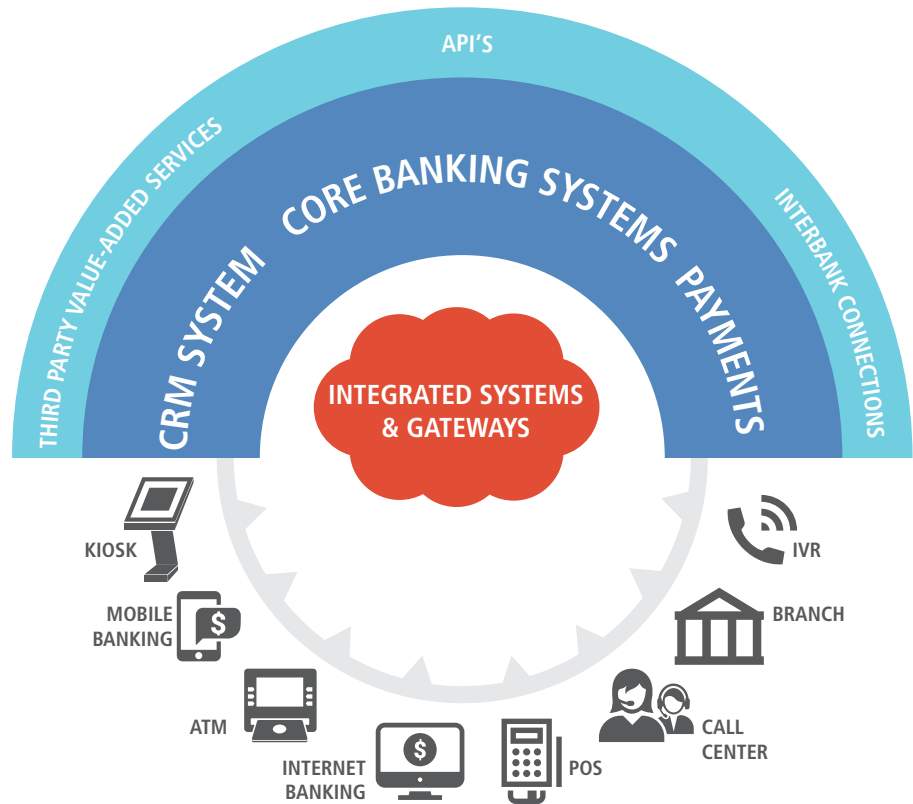 API'S
THIRD PARTY VALUE-ADDED SERVICES
INTERBANK CONNECTIONS
CRM SYSTEM
CORE BANKING SYSTEMS
PAYMENTS
INTEGRATED SYSTEMS
& GATEWAYS
KIOSK
MOBILE
BANKING
$
ATM
INTERNET
BANKING
$
POS
CALL
CENTER
BRANCH
IVR